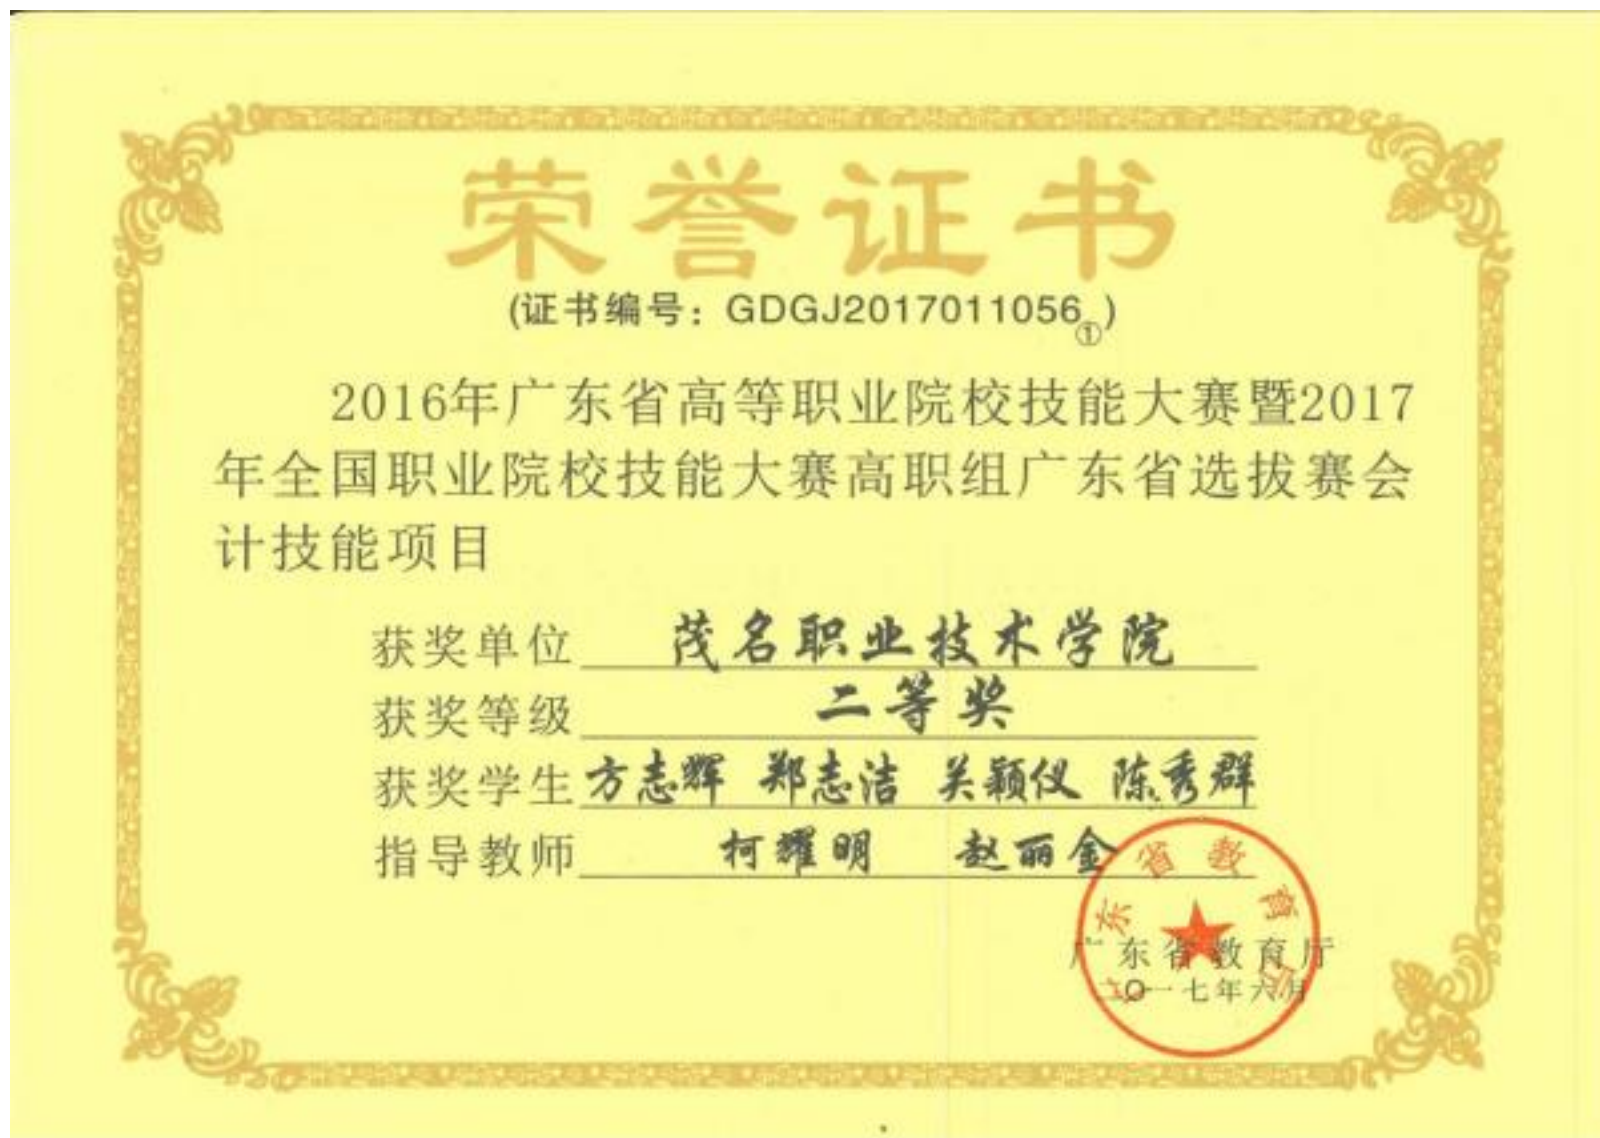 荣誉证书
(证书编号：GDGJ2017011056①)
2016年广东省高等职业院校技能大赛暨2017
年全国职业院校技能大赛高职组广东省选拔赛会
计技能项目
获奖单位 茂名职业技术学院
获奖等级 二等奖
获奖学生 方志辉 郑志洁 关颖仪 陈秀群
指导教师 柯耀明 赵丽金
广东省教育厅
广东省教育厅
二〇一七年六月